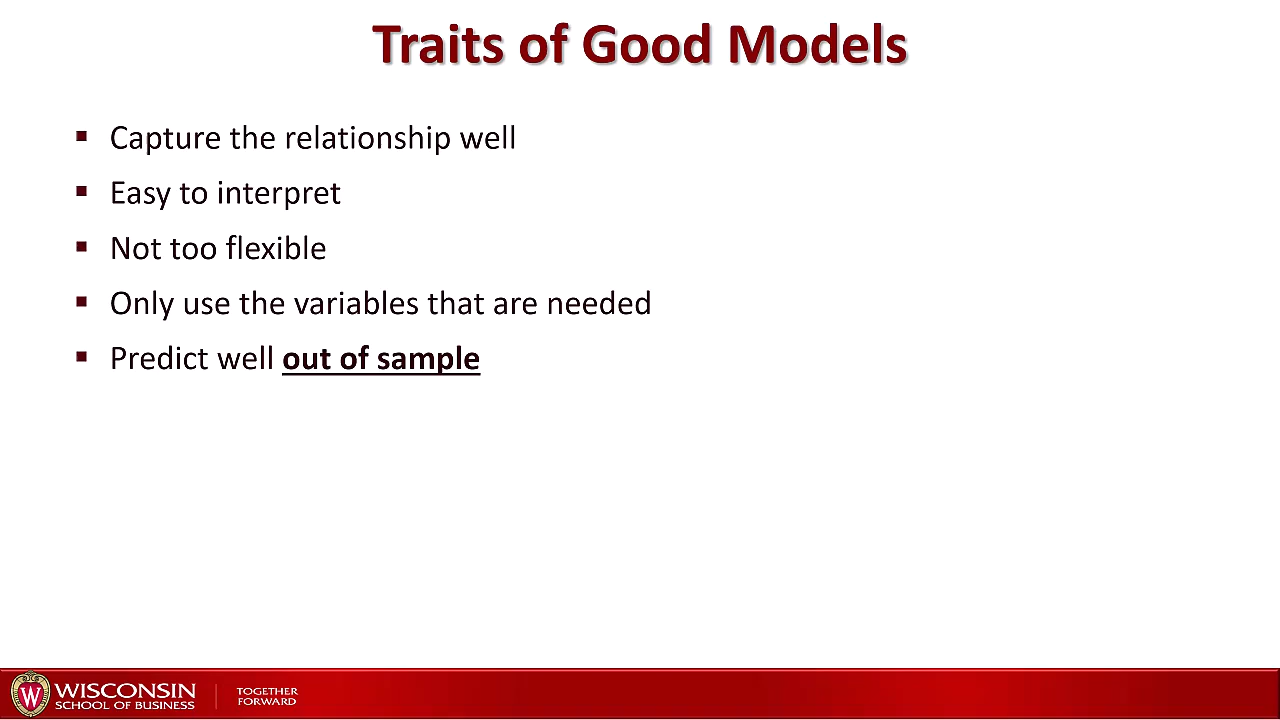 Traits of Good Models
▪ Capture the relationship well
▪ Easy to interpret
▪ Not too flexible
▪ Only use the variables that are needed
▪ Predict well out of sample
W
WISCONSIN
SCHOOL OF BUSINESS
TOGETHER
FORWARD